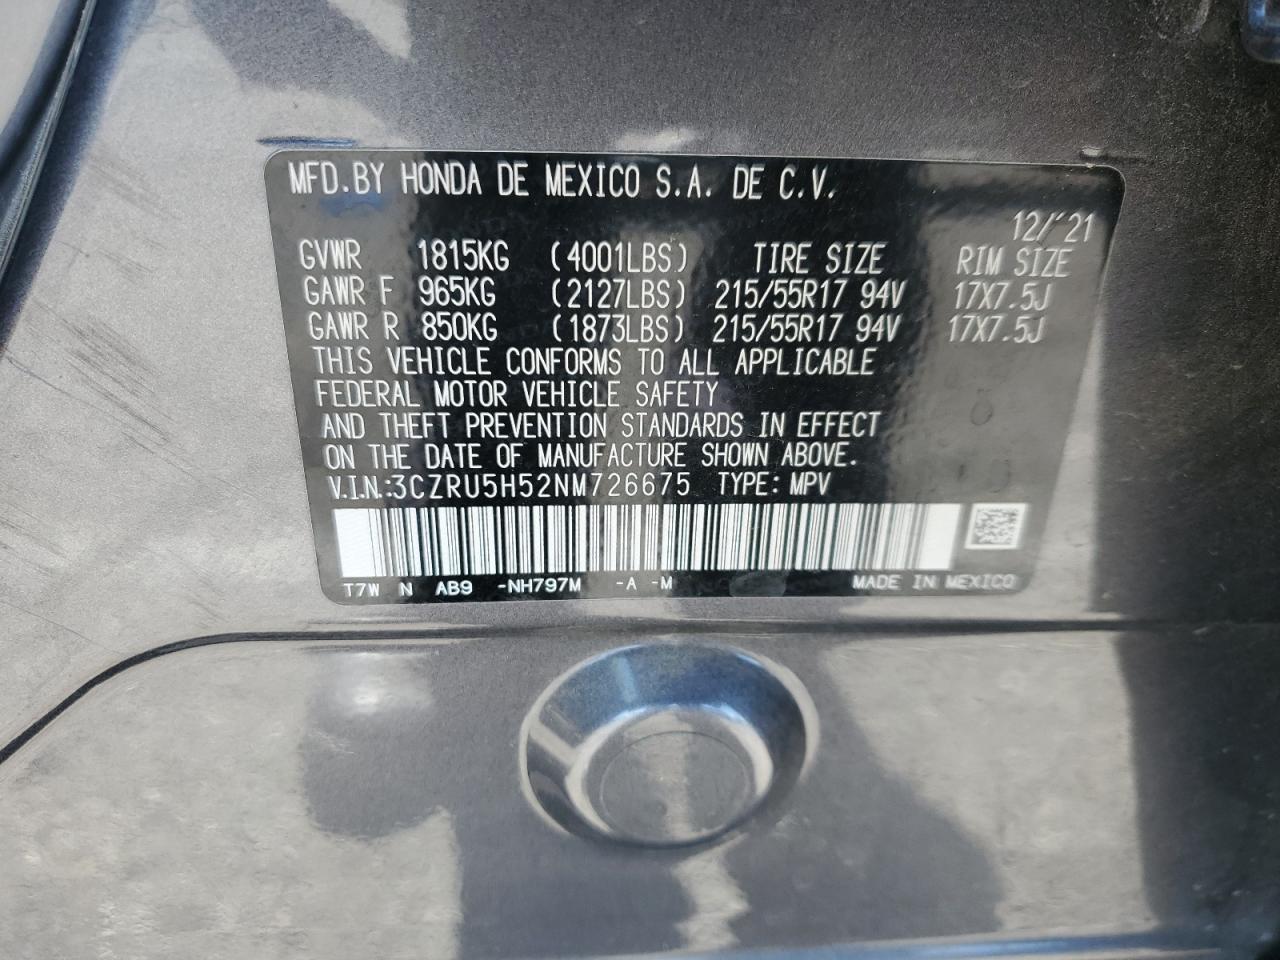 MFD.BY HONDA DE MEXICO S.A. DE C.V.
12/'21
GVWR 1815KG (4001LBS) TIRE SIZE RIM SIZE
GAWR F 965KG (2127LBS) 215/55R17 94V 17X7.5J
GAWR R 850KG (1873LBS) 215/55R17 94V 17X7.5J
THIS VEHICLE CONFORMS TO ALL APPLICABLE
FEDERAL MOTOR VEHICLE SAFETY
AND THEFT PREVENTION STANDARDS IN EFFECT
ON THE DATE OF MANUFACTURE SHOWN ABOVE.
V.I.N.:3CZRU5H52NM726675 TYPE: MPV
T7W N AB9 -NH797M -A -M MADE IN MEXICO